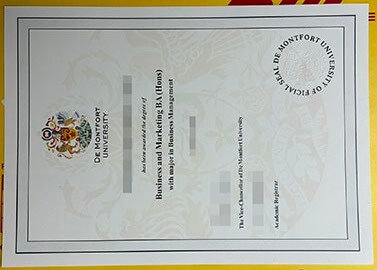 DE MONTFORT
UNIVERSITY
has been awarded the degree of
Business and Marketing BA (Hons)
with major in Business Management
The Vice-Chancellor of De Montfort University
Academic Registrar
OFFICIAL SEAL DE MONTFORT UNIVERSITY